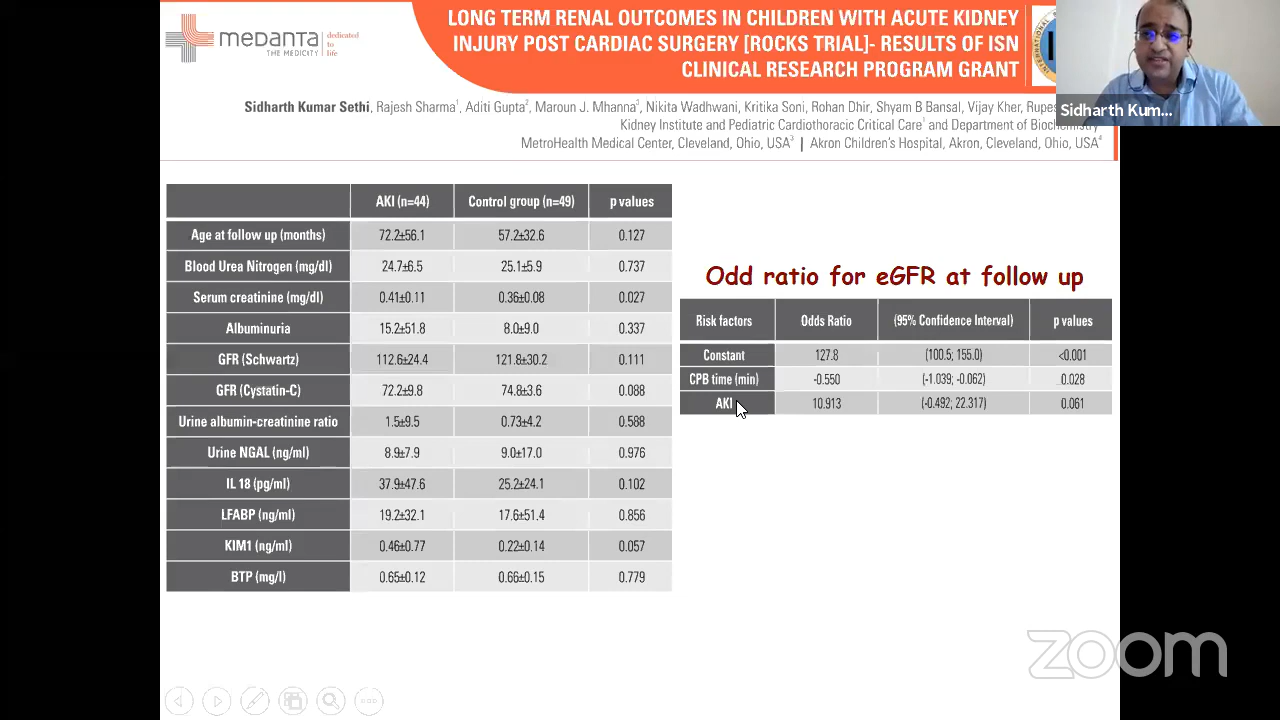 medanta
THE MEDICITY
dedicated
to
life
LONG TERM RENAL OUTCOMES IN CHILDREN WITH ACUTE KIDNEY
INJURY POST CARDIAC SURGERY [ROCKS TRIAL]- RESULTS OF ISN
CLINICAL RESEARCH PROGRAM GRANT
Sidharth Kum...
Sidharth Kumar Sethi, Rajesh Sharma¹, Aditi Gupta², Maroun J. Mhanna³, Nikita Wadhwani, Kritika Soni, Rohan Dhir, Shyam B Bansal, Vijay Kher,
Kidney Institute and Pediatric Cardiothoracic Critical Care¹ and Department of
MetroHealth Medical Center, Cleveland, Ohio, USA³ | Akron Children's Hospital, Akron, Cleveland, Ohio, USA⁴
AKI (n=44) Control group (n=49) p values
Age at follow up (months) 72.2±56.1 57.2±32.6 0.127
Blood Urea Nitrogen (mg/dl) 24.7±6.5 25.1±5.9 0.737
Serum creatinine (mg/dl) 0.41±0.11 0.36±0.08 0.027
Albuminuria 15.2±51.8 8.0±9.0 0.337
GFR (Schwartz) 112.6±24.4 121.8±30.2 0.111
GFR (Cystatin-C) 72.2±9.8 74.8±3.6 0.088
Urine albumin-creatinine ratio 1.5±9.5 0.73±4.2 0.588
Urine NGAL (ng/ml) 8.9±7.9 9.0±17.0 0.976
IL 18 (pg/ml) 37.9±47.6 25.2±24.1 0.102
LFABP (ng/ml) 19.2±32.1 17.6±51.4 0.856
KIM1 (ng/ml) 0.46±0.77 0.22±0.14 0.057
BTP (mg/l) 0.65±0.12 0.66±0.15 0.779
Odd ratio for eGFR at follow up
Risk factors Odds Ratio (95% Confidence Interval) p values
Constant 127.8 (100.5; 155.0) <0.001
CPB time (min) -0.550 (-1.039; -0.062) 0.028
AKI 10.913 (-0.492; 22.317) 0.061
zoom